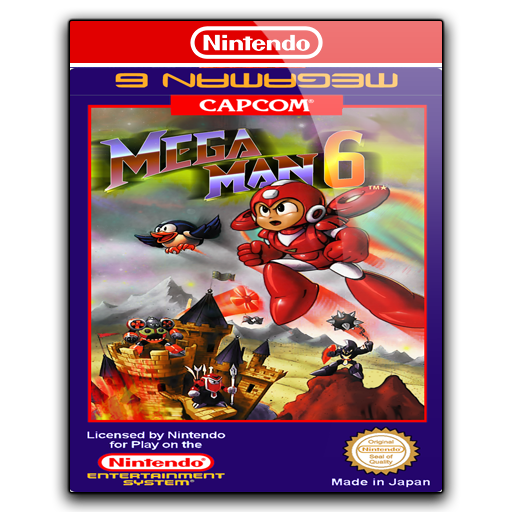 Nintendo®
MEGAMAN 6
CAPCOM®
MEGA
MAN 6
TM
Licensed by Nintendo
for Play on the
Nintendo®
ENTERTAINMENT
SYSTEM®
Original
Nintendo
Seal of
Quality
Made in Japan